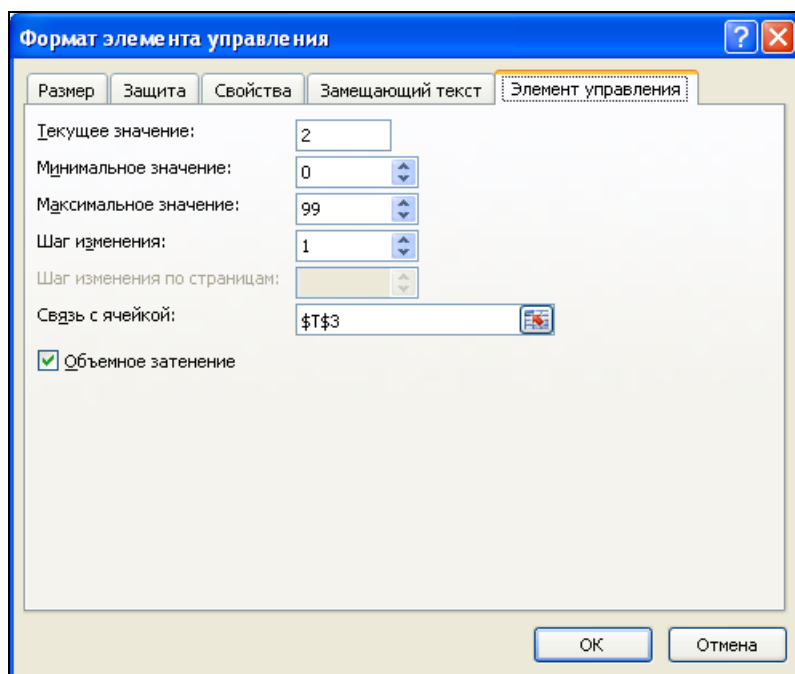 Формат элемента управления
Размер Защита Свойства Замещающий текст Элемент управления
Текущее значение: 2
Минимальное значение: 0
Максимальное значение: 99
Шаг изменения: 1
Шаг изменения по страницам:
Связь с ячейкой: $T$3
Объемное затенение
ОК Отмена